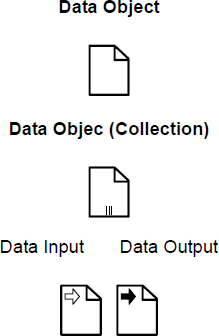 Data Object
Data Objec (Collection)
Data Input Data Output